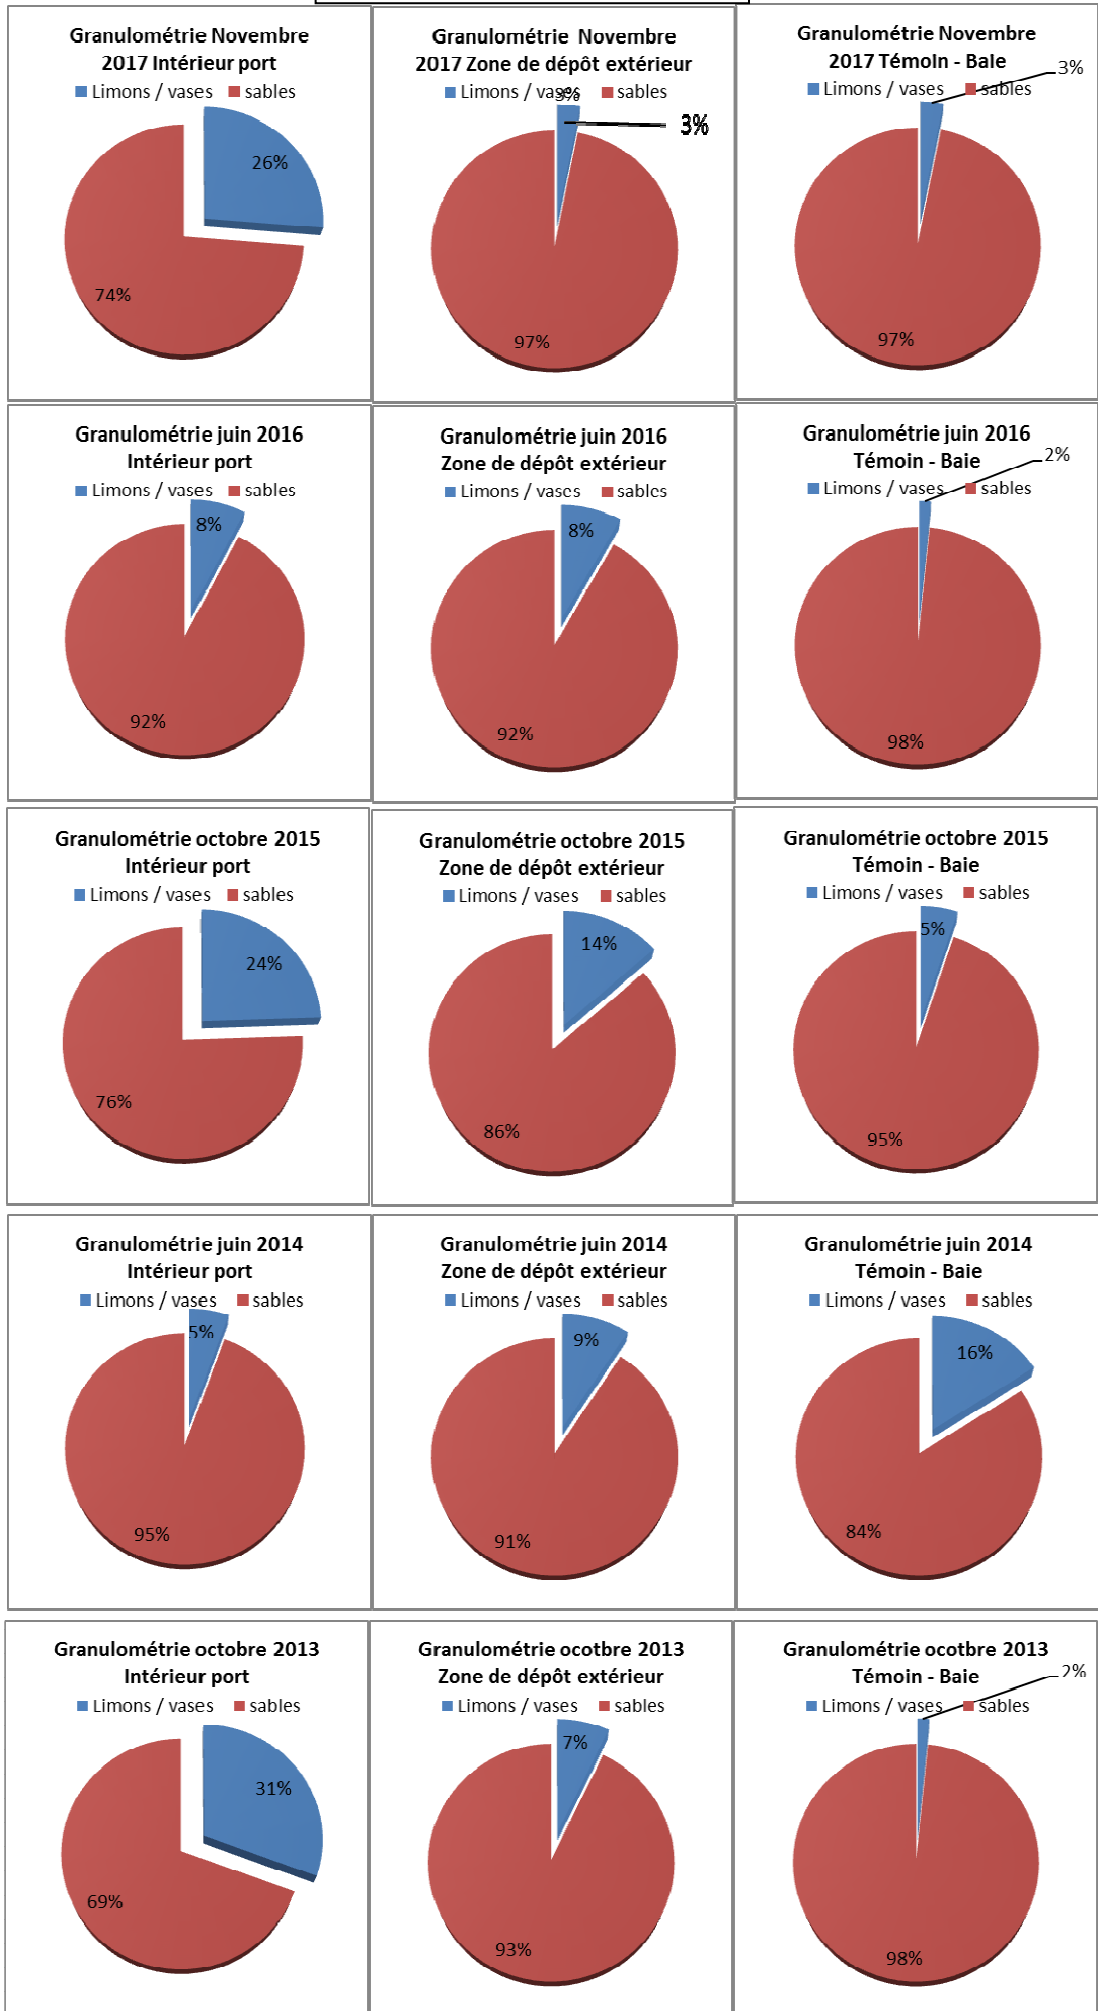 Granulométrie Novembre
2017 Intérieur port
Limons / vases sables
26%
74%
Granulométrie Novembre
2017 Zone de dépôt extérieur
Limons / vases sables
3%
3%
97%
Granulométrie Novembre
2017 Témoin - Baie
Limons / vases sables
3%
97%
Granulométrie juin 2016
Intérieur port
Limons / vases sables
8%
92%
Granulométrie juin 2016
Zone de dépôt extérieur
Limons / vases sables
8%
92%
Granulométrie juin 2016
Témoin - Baie
2%
Limons / vases sables
98%
Granulométrie octobre 2015
Intérieur port
Limons / vases sables
24%
76%
Granulométrie octobre 2015
Zone de dépôt extérieur
Limons / vases sables
14%
86%
Granulométrie octobre 2015
Témoin - Baie
Limons / vases sables
5%
95%
Granulométrie juin 2014
Intérieur port
Limons / vases sables
5%
95%
Granulométrie juin 2014
Zone de dépôt extérieur
Limons / vases sables
9%
91%
Granulométrie juin 2014
Témoin - Baie
Limons / vases sables
16%
84%
Granulométrie octobre 2013
Intérieur port
Limons / vases sables
31%
69%
Granulométrie ocotbre 2013
Zone de dépôt extérieur
Limons / vases sables
7%
93%
Granulométrie ocotbre 2013
Témoin - Baie
2%
Limons / vases sables
98%